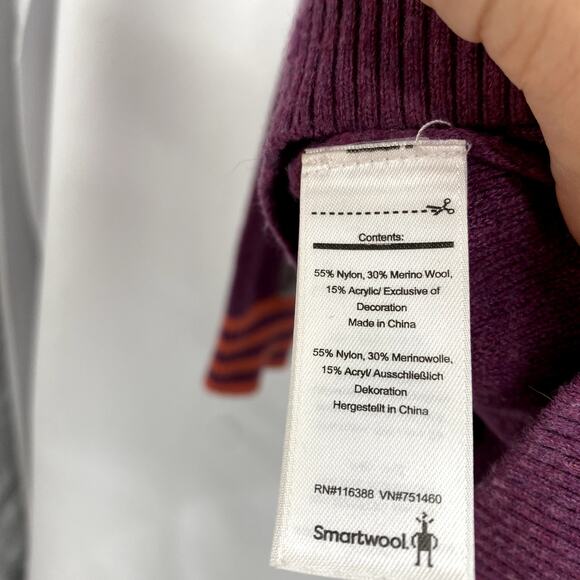 Contents:
55% Nylon, 30% Merino Wool,
15% Acrylic/ Exclusive of
Decoration
Made in China
55% Nylon, 30% Merinowolle,
15% Acryl/ Ausschließlich
Dekoration
Hergestellt in China
RN#116388 VN#751460
Smartwool